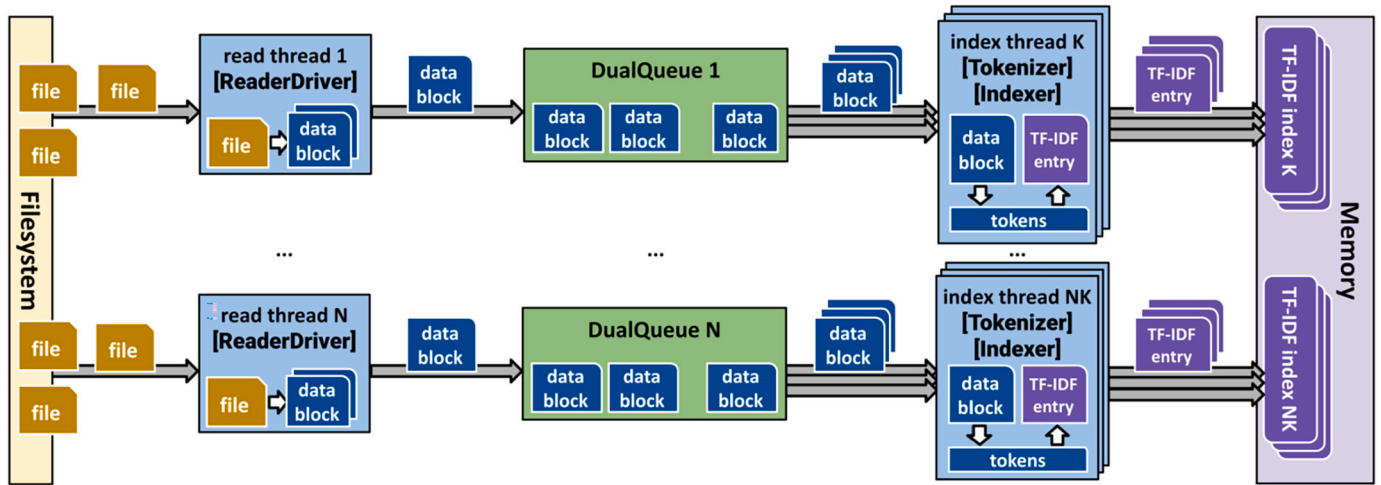 Filesystem
file
file
file
read thread 1
[ReaderDriver]
file
data
block
data
block
DualQueue 1
data
block
data
block
data
block
data
block
index thread K
[Tokenizer]
[Indexer]
data
block
TF-IDF
entry
tokens
TF-IDF
entry
TF-IDF index K
Memory
...
...
...
file
file
file
read thread N
[ReaderDriver]
file
data
block
data
block
DualQueue N
data
block
data
block
data
block
data
block
index thread NK
[Tokenizer]
[Indexer]
data
block
TF-IDF
entry
tokens
TF-IDF
entry
TF-IDF index NK